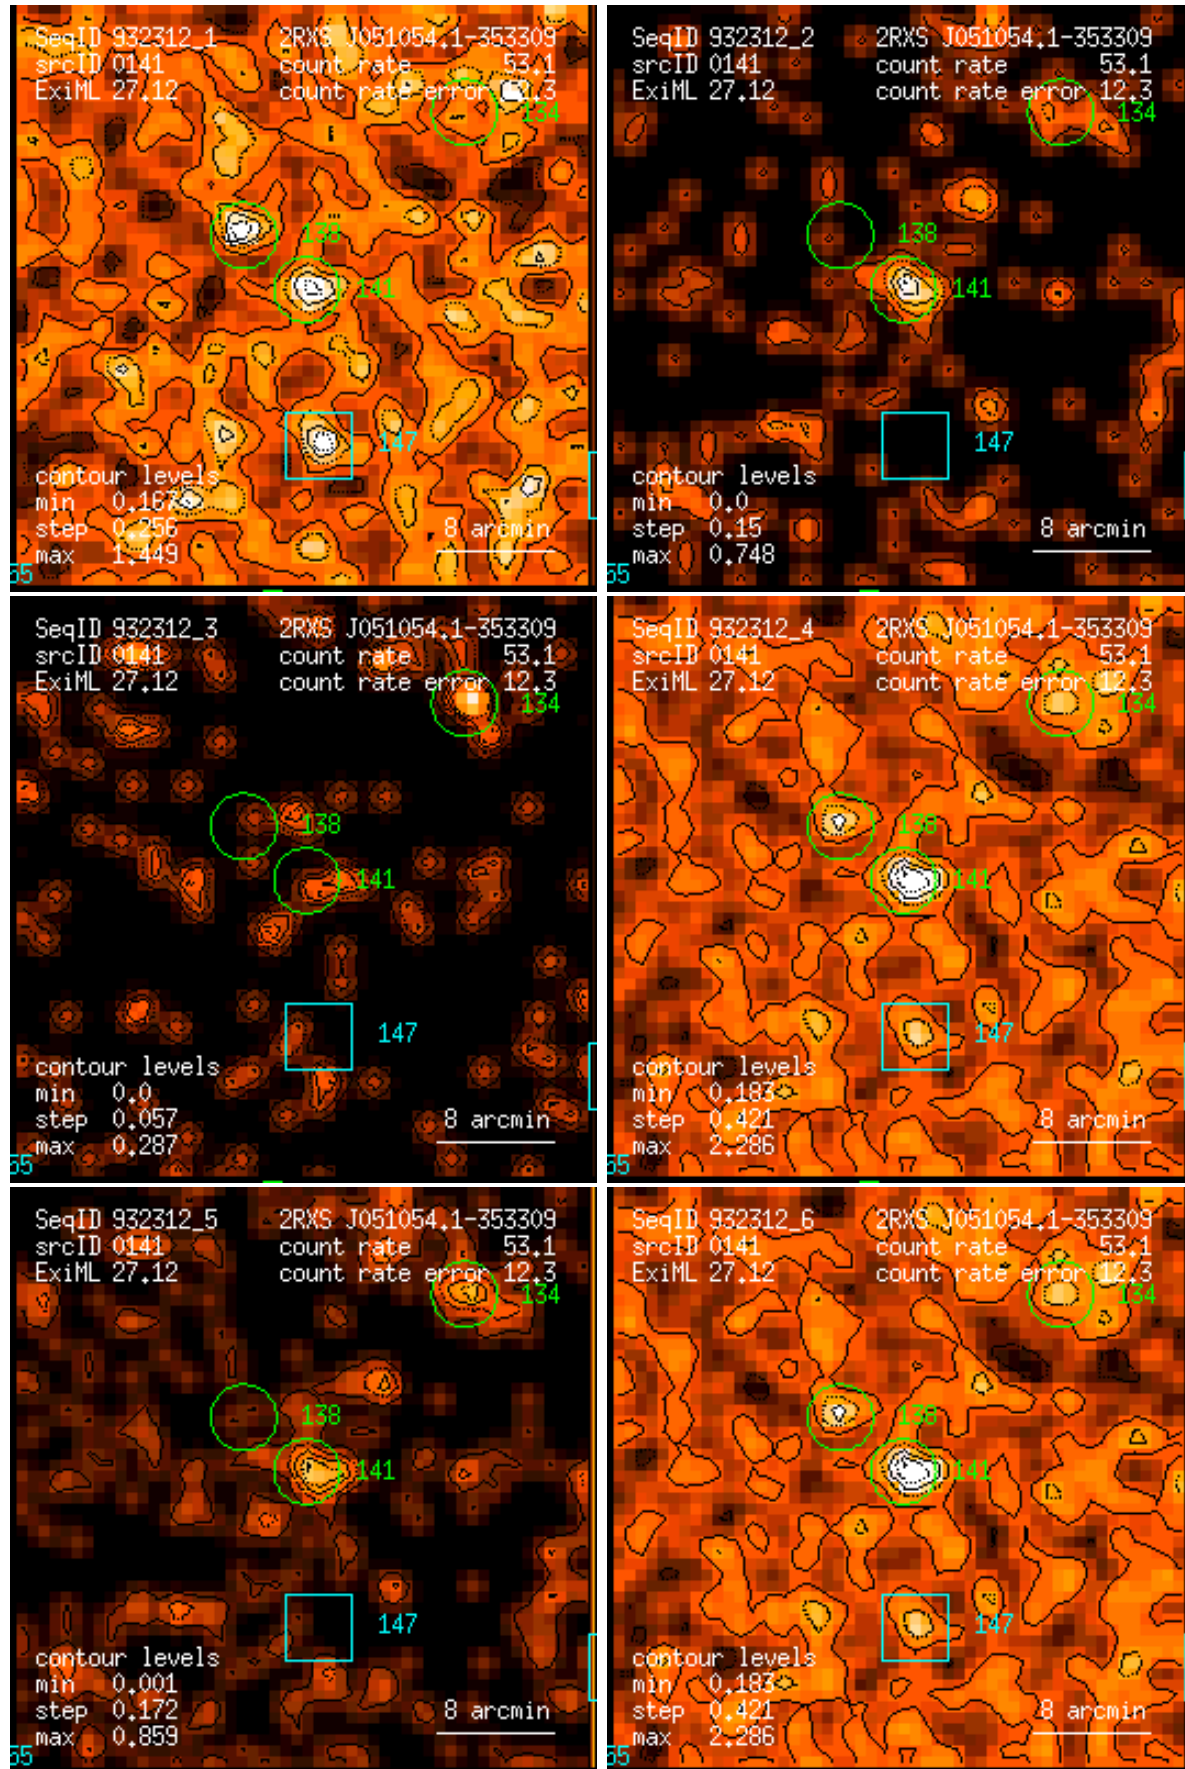 SeqID 932312_1 2RXS J051054.1-353309
srcID 0141 count rate 53.1
ExiML 27.12 count rate error 12.3
134
138
141
147
contour levels
min 0.167
step 0.256
max 1.449
8 arcmin
55
SeqID 932312_2 2RXS J051054.1-353309
srcID 0141 count rate 53.1
ExiML 27.12 count rate error 12.3
134
138
141
147
contour levels
min 0.0
step 0.15
max 0.748
8 arcmin
55
SeqID 932312_3 2RXS J051054.1-353309
srcID 0141 count rate 53.1
ExiML 27.12 count rate error 12.3
134
138
141
147
contour levels
min 0.0
step 0.057
max 0.287
8 arcmin
55
SeqID 932312_4 2RXS J051054.1-353309
srcID 0141 count rate 53.1
ExiML 27.12 count rate error 12.3
134
138
141
147
contour levels
min 0.183
step 0.421
max 2.286
8 arcmin
55
SeqID 932312_5 2RXS J051054.1-353309
srcID 0141 count rate 53.1
ExiML 27.12 count rate error 12.3
134
138
141
147
contour levels
min 0.001
step 0.172
max 0.859
8 arcmin
55
SeqID 932312_6 2RXS J051054.1-353309
srcID 0141 count rate 53.1
ExiML 27.12 count rate error 12.3
134
138
141
147
contour levels
min 0.183
step 0.421
max 2.286
8 arcmin
55